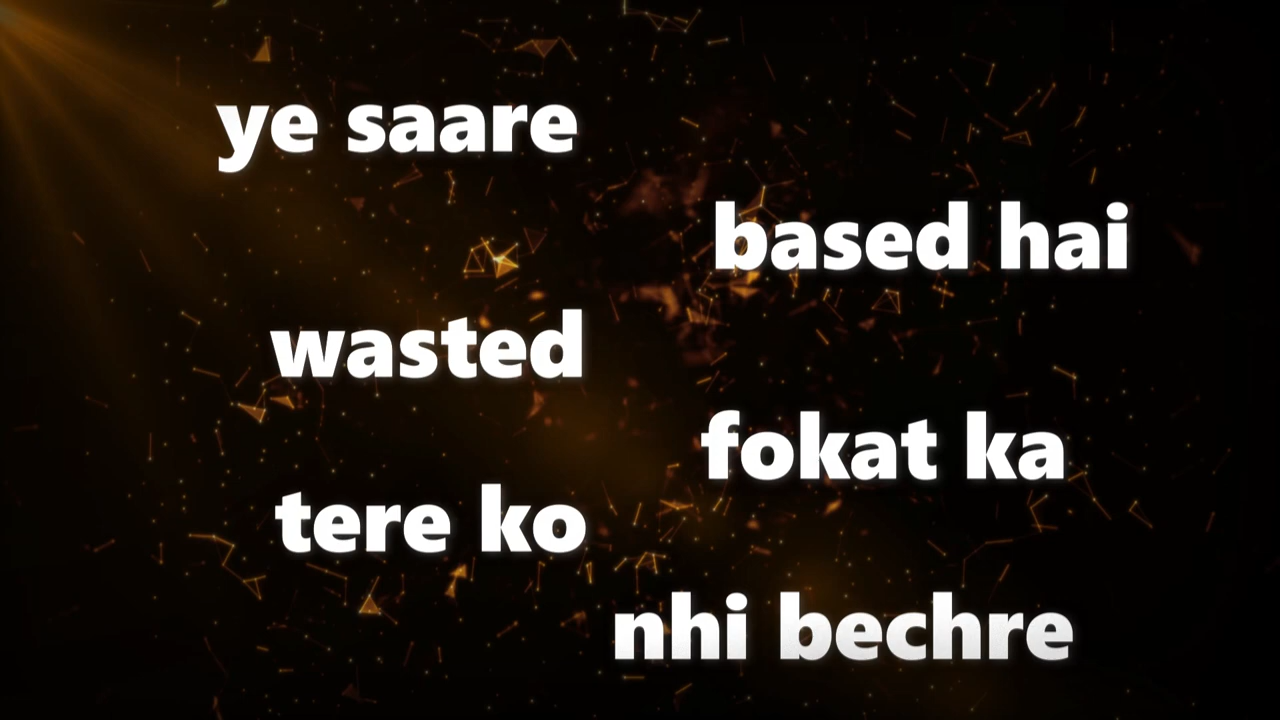 ye saare
based hai
wasted
fokat ka
tere ko
nhi bechre